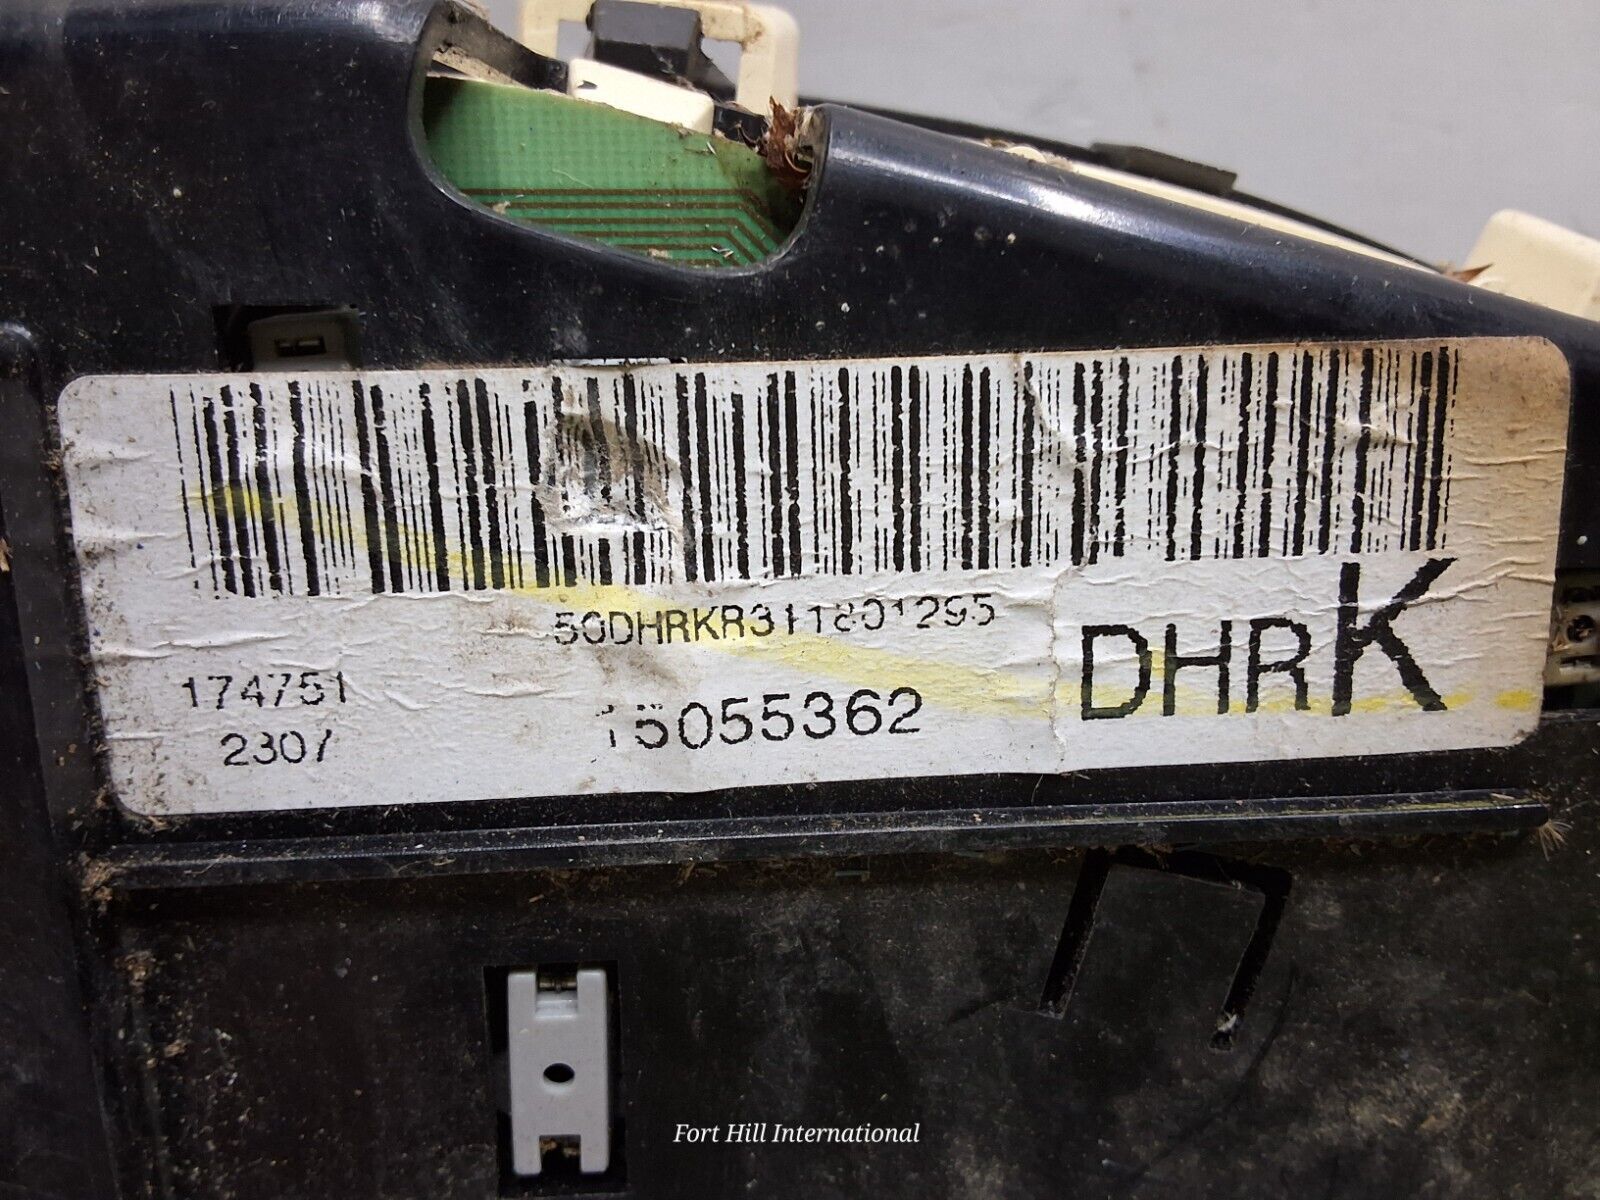 50DHRKR311801295
174751
2307
15055362
DHRK
Fort Hill International